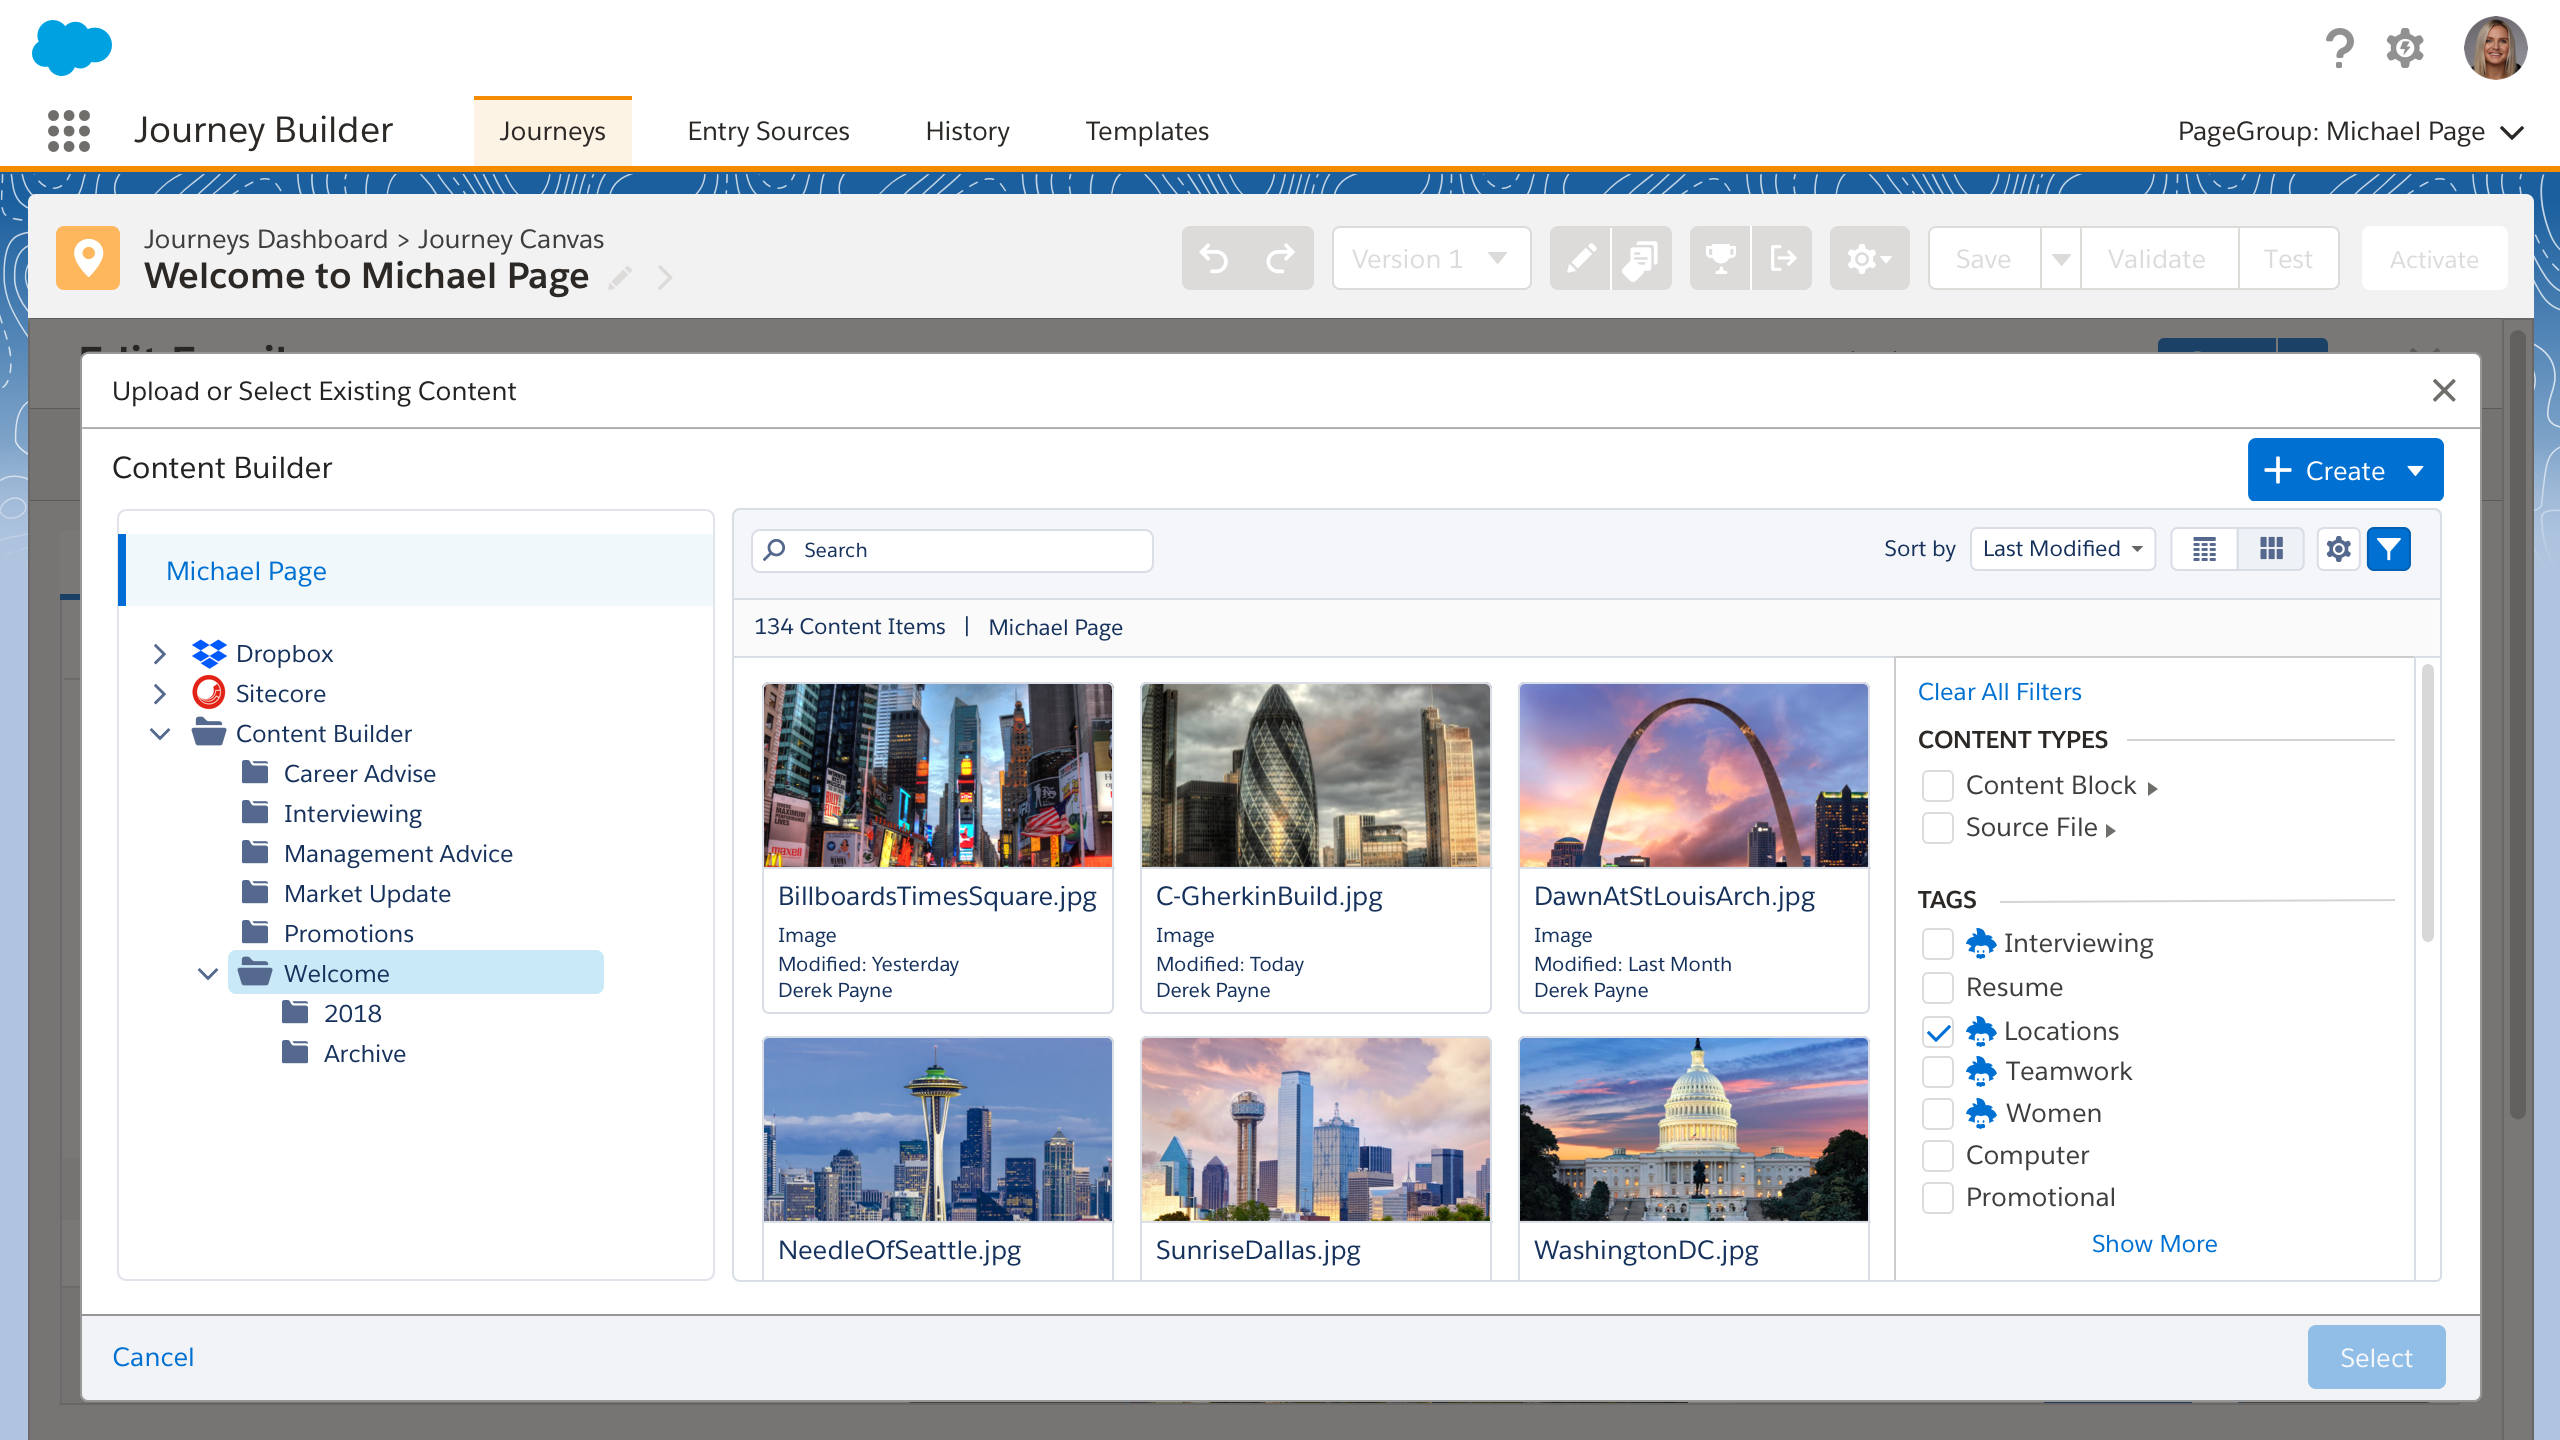 Journey Builder
Journeys
Entry Sources
History
Templates
PageGroup: Michael Page
Journeys Dashboard > Journey Canvas
Welcome to Michael Page
Version 1
Save
Validate
Test
Activate
Upload or Select Existing Content
Content Builder
Create
Michael Page
Dropbox
Sitecore
Content Builder
Career Advise
Interviewing
Management Advice
Market Update
Promotions
Welcome
2018
Archive
Search
Sort by
Last Modified
134 Content Items | Michael Page
BillboardsTimesSquare.jpg
Image
Modified: Yesterday
Derek Payne
C-GherkinBuild.jpg
Image
Modified: Today
Derek Payne
DawnAtStLouisArch.jpg
Image
Modified: Last Month
Derek Payne
NeedleOfSeattle.jpg
SunriseDallas.jpg
WashingtonDC.jpg
Clear All Filters
CONTENT TYPES
Content Block
Source File
TAGS
Interviewing
Resume
Locations
Teamwork
Women
Computer
Promotional
Show More
Cancel
Select